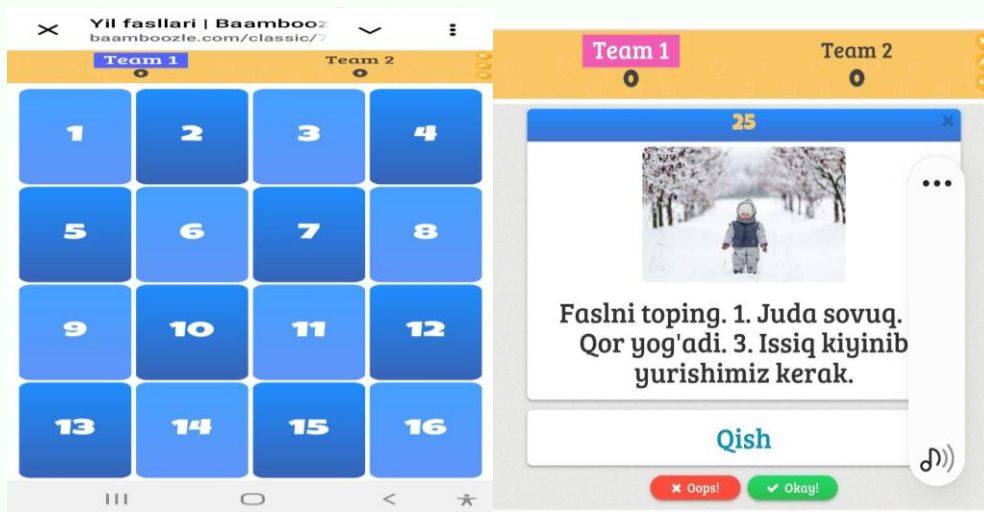 Yil fasllari | Baambooz
baamboozle.com/classic/7
Team 1 Team 2
0 0
1 2 3 4
5 6 7 8
9 10 11 12
13 14 15 16
Team 1 Team 2
0 0
25
Faslni toping. 1. Juda sovuq.
Qor yog'adi. 3. Issiq kiyinib
yurishimiz kerak.
Qish
Oops! Okay!